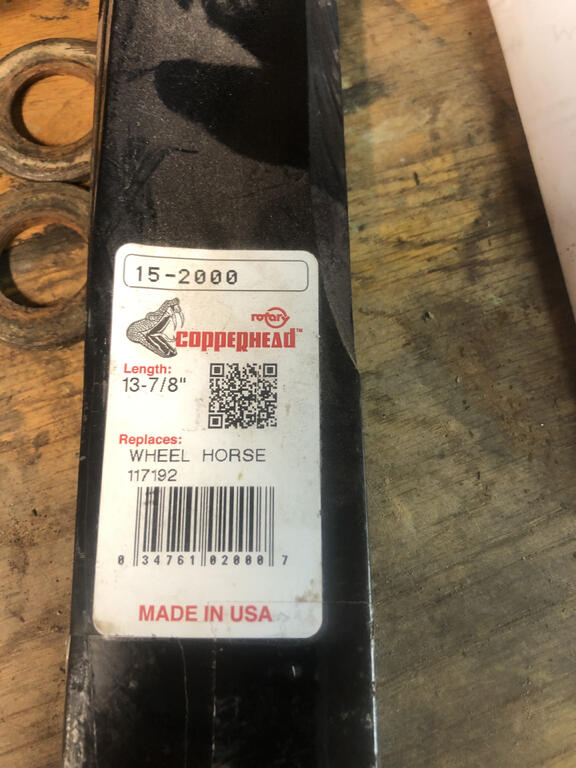 15-2000
rotary
COPPERHEAD™
Length:
13-7/8"
Replaces:
WHEEL HORSE
117192
0 34761 02000 7
MADE IN USA